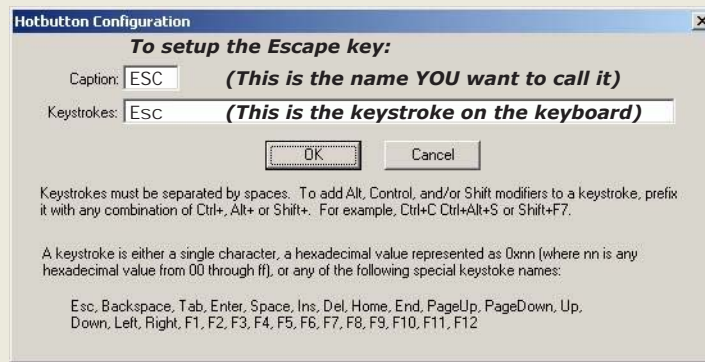 Hotbutton Configuration
To setup the Escape key:
Caption: ESC (This is the name YOU want to call it)
Keystrokes: Esc (This is the keystroke on the keyboard)
OK Cancel
Keystrokes must be separated by spaces. To add Alt, Control, and/or Shift modifiers to a keystroke, prefix
it with any combination of Ctrl+, Alt+ or Shift+. For example, Ctrl+C Ctrl+Alt+S or Shift+F7.
A keystroke is either a single character, a hexadecimal value represented as 0xnn (where nn is any
hexadecimal value from 00 through ff), or any of the following special keystoke names:
Esc, Backspace, Tab, Enter, Space, Ins, Del, Home, End, PageUp, PageDown, Up,
Down, Left, Right, F1, F2, F3, F4, F5, F6, F7, F8, F9, F10, F11, F12